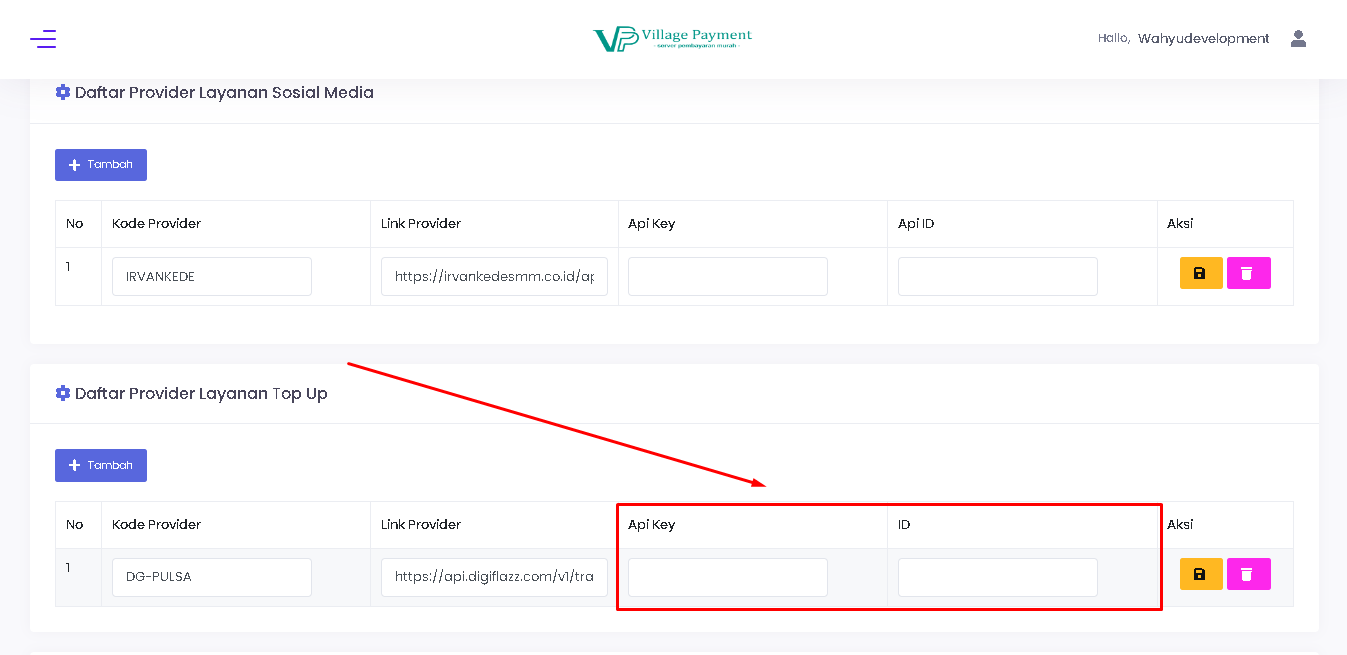 Village Payment
- server pembayaran murah -
Hallo, Wahyudevelopment
Daftar Provider Layanan Sosial Media
+ Tambah
No Kode Provider Link Provider Api Key Api ID Aksi
1 IRVANKEDE https://irvankedesmm.co.id/ap
Daftar Provider Layanan Top Up
+ Tambah
No Kode Provider Link Provider Api Key ID Aksi
1 DG-PULSA https://api.digiflazz.com/v1/tra